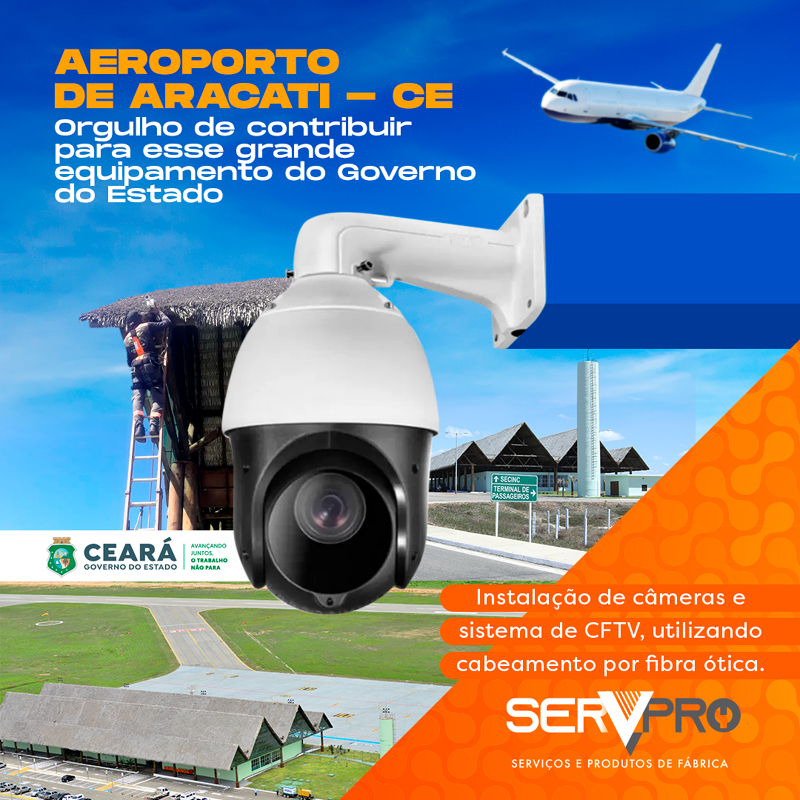 AEROPORTO
DE ARACATI – CE
Orgulho de contribuir
para esse grande
equipamento do Governo
do Estado
SECINC
TERMINAL DE
PASSAGEIROS
CEARÁ
GOVERNO DO ESTADO
AVANÇANDO
JUNTOS,
O TRABALHO
NÃO PARA
Instalação de câmeras e
sistema de CFTV, utilizando
cabeamento por fibra ótica.
SERVPRO
SERVIÇOS E PRODUTOS DE FÁBRICA